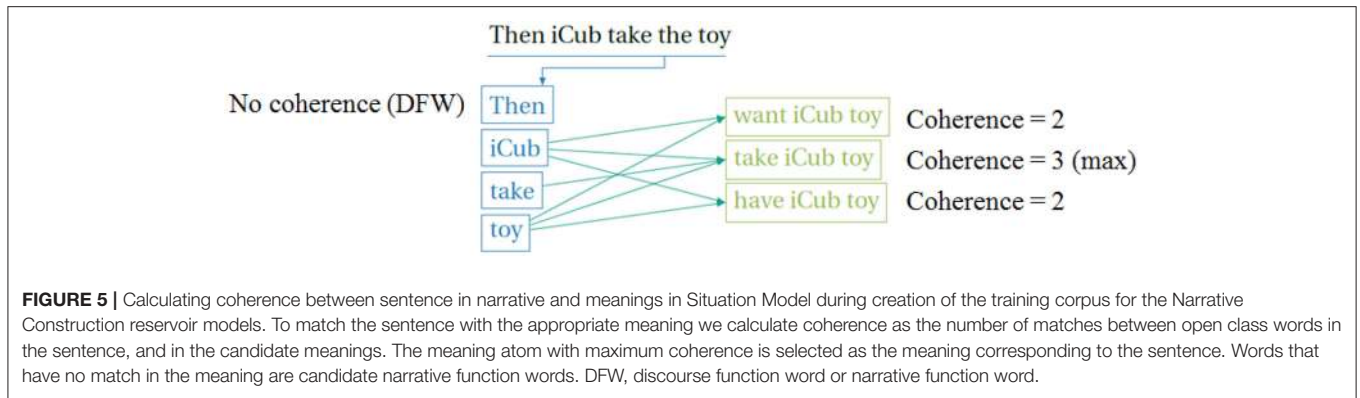 Then iCub take the toy
No coherence (DFW)
Then
iCub
take
toy
want iCub toy
Coherence = 2
take iCub toy
Coherence = 3 (max)
have iCub toy
Coherence = 2
FIGURE 5 | Calculating coherence between sentence in narrative and meanings in Situation Model during creation of the training corpus for the Narrative
Construction reservoir models. To match the sentence with the appropriate meaning we calculate coherence as the number of matches between open class words in
the sentence, and in the candidate meanings. The meaning atom with maximum coherence is selected as the meaning corresponding to the sentence. Words that
have no match in the meaning are candidate narrative function words. DFW, discourse function word or narrative function word.